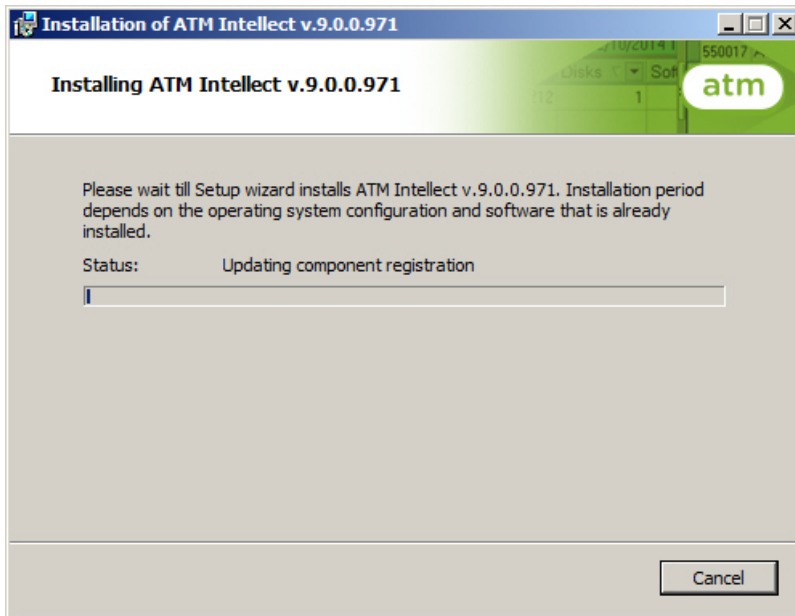 Installation of ATM Intellect v.9.0.0.971
/10/2014
550017
Installing ATM Intellect v.9.0.0.971
Disks
atm
1
Please wait till Setup wizard installs ATM Intellect v.9.0.0.971. Installation period
depends on the operating system configuration and software that is already
installed.
Status: Updating component registration
Cancel